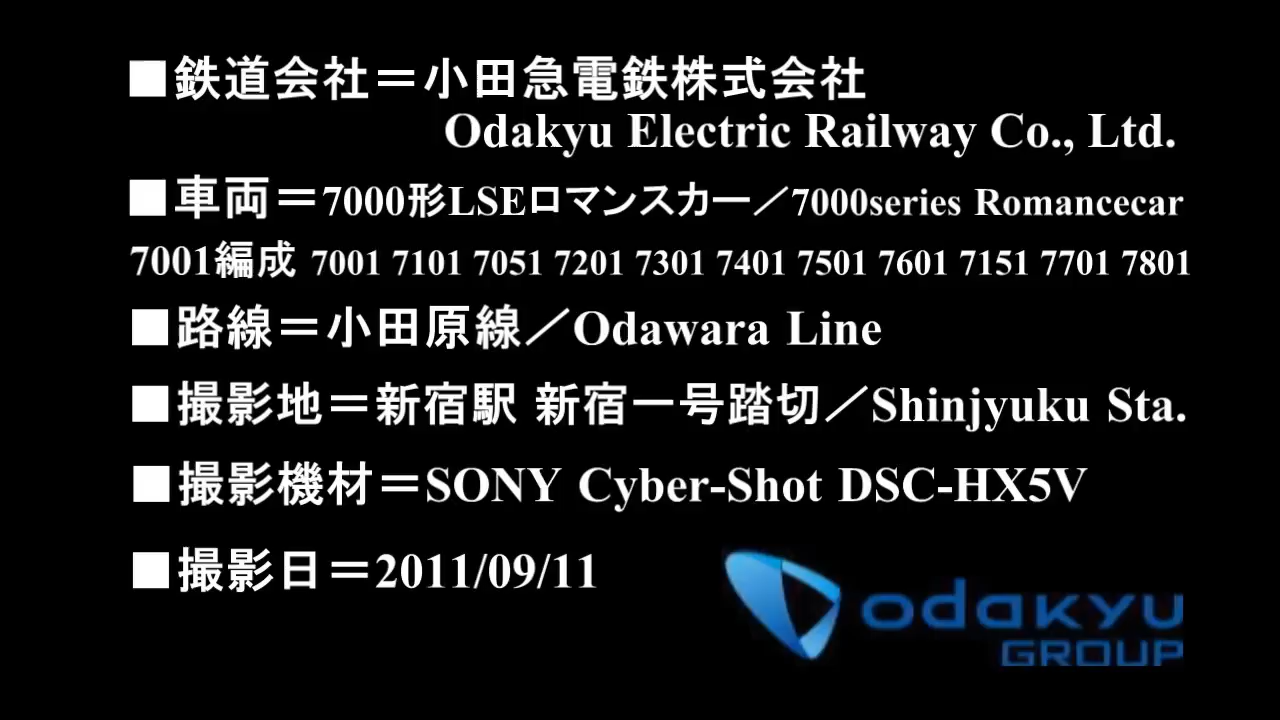 ■鉄道会社＝小田急電鉄株式会社
Odakyu Electric Railway Co., Ltd.
■車両＝7000形LSEロマンスカー／7000series Romancecar
7001編成 7001 7101 7051 7201 7301 7401 7501 7601 7151 7701 7801
■路線＝小田原線／Odawara Line
■撮影地＝新宿駅 新宿一号踏切／Shinjyuku Sta.
■撮影機材＝SONY Cyber-Shot DSC-HX5V
■撮影日＝2011/09/11
odakyu
GROUP